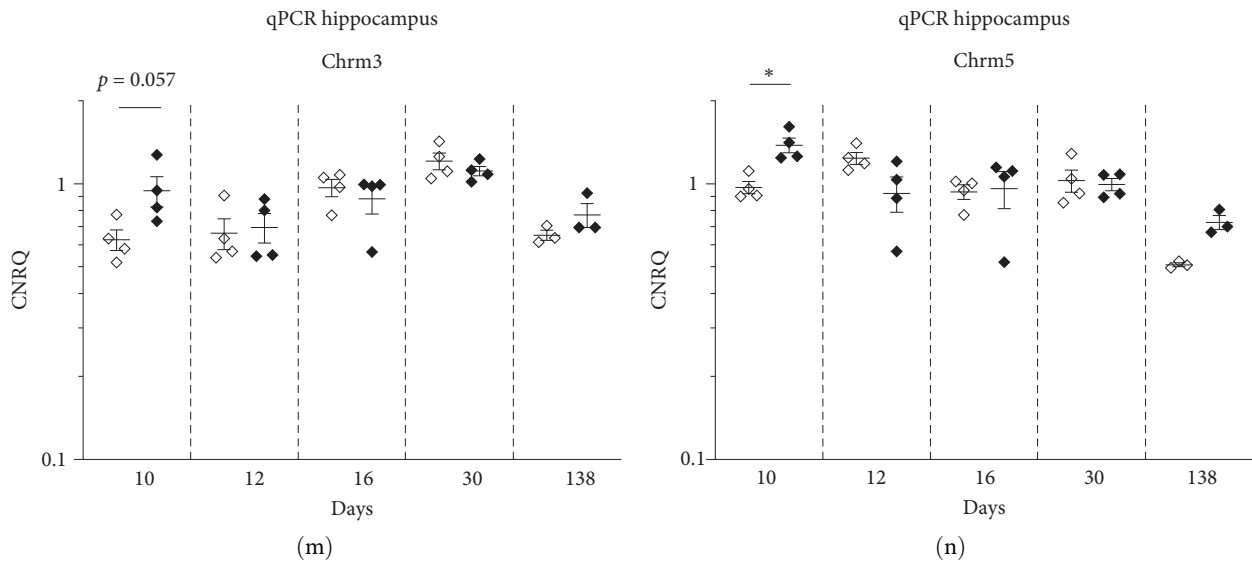 qPCR hippocampus
Chrm3
p = 0.057
1
CNRQ
0.1
10 12 16 30 138
Days
(m)
qPCR hippocampus
Chrm5
*
1
CNRQ
0.1
10 12 16 30 138
Days
(n)